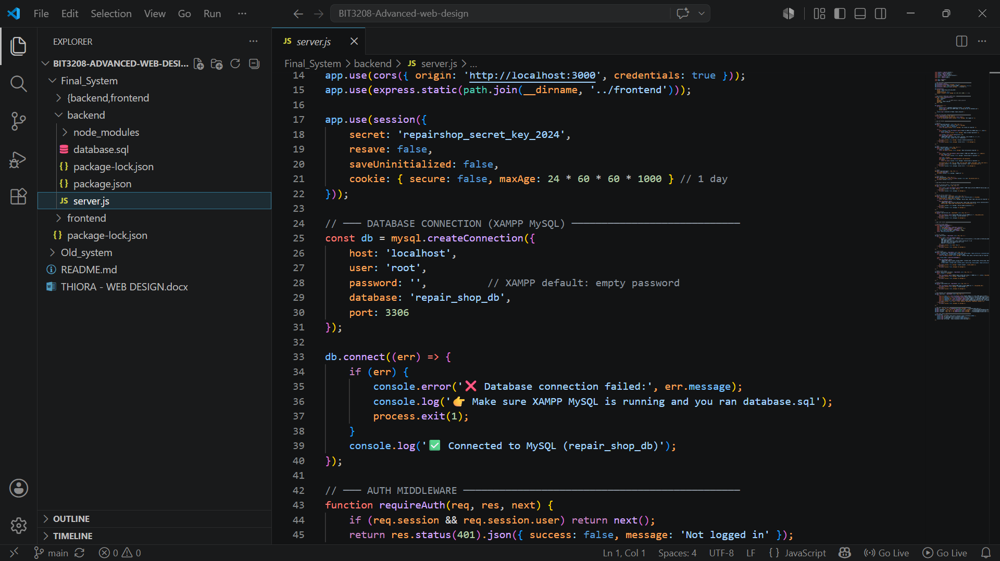 File Edit Selection View Go Run ···
BIT3208-Advanced-web-design
EXPLORER
BIT3208-ADVANCED-WEB-DESI...
Final_System
{backend,frontend
backend
node_modules
database.sql
{} package-lock.json
{} package.json
JS server.js
frontend
{} package-lock.json
Old_system
README.md
THIORA - WEB DESIGN.docx
OUTLINE
TIMELINE
JS server.js
Final_System > backend > JS server.js > ...
14 app.use(cors({ origin: 'http://localhost:3000', credentials: true }));
15 app.use(express.static(path.join(__dirname, '../frontend')));
16
17 app.use(session({
18 secret: 'repairshop_secret_key_2024',
19 resave: false,
20 saveUninitialized: false,
21 cookie: { secure: false, maxAge: 24 * 60 * 60 * 1000 } // 1 day
22 }));
23
24 // ─── DATABASE CONNECTION (XAMPP MySQL) ────────────────────────────
25 const db = mysql.createConnection({
26 host: 'localhost',
27 user: 'root',
28 password: '', // XAMPP default: empty password
29 database: 'repair_shop_db',
30 port: 3306
31 });
32
33 db.connect((err) => {
34 if (err) {
35 console.error('❌ Database connection failed:', err.message);
36 console.log('👉 Make sure XAMPP MySQL is running and you ran database.sql');
37 process.exit(1);
38 }
39 console.log('✅ Connected to MySQL (repair_shop_db)');
40 });
41
42 // ─── AUTH MIDDLEWARE ──────────────────────────────────────────────
43 function requireAuth(req, res, next) {
44 if (req.session && req.session.user) return next();
45 return res.status(401).json({ success: false, message: 'Not logged in' });
main 0 0 Ln 1, Col 1 Spaces: 4 UTF-8 LF {} JavaScript Go Live Go Live